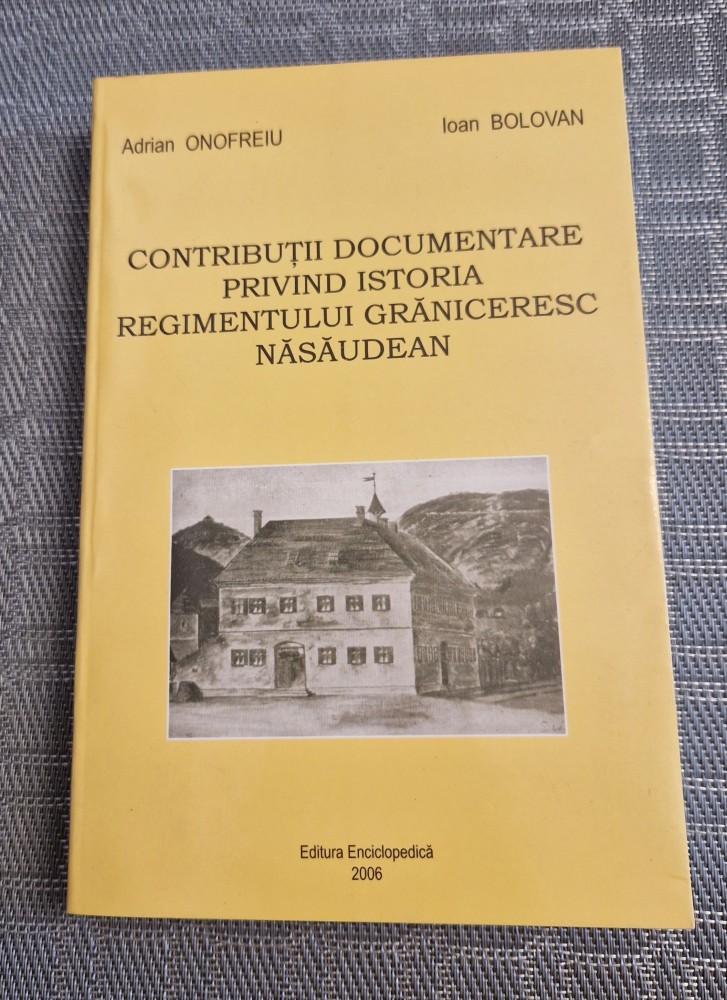 Adrian ONOFREIU
Ioan BOLOVAN
CONTRIBUȚII DOCUMENTARE
PRIVIND ISTORIA
REGIMENTULUI GRĂNICERESC
NĂSĂUDEAN
Editura Enciclopedică
2006